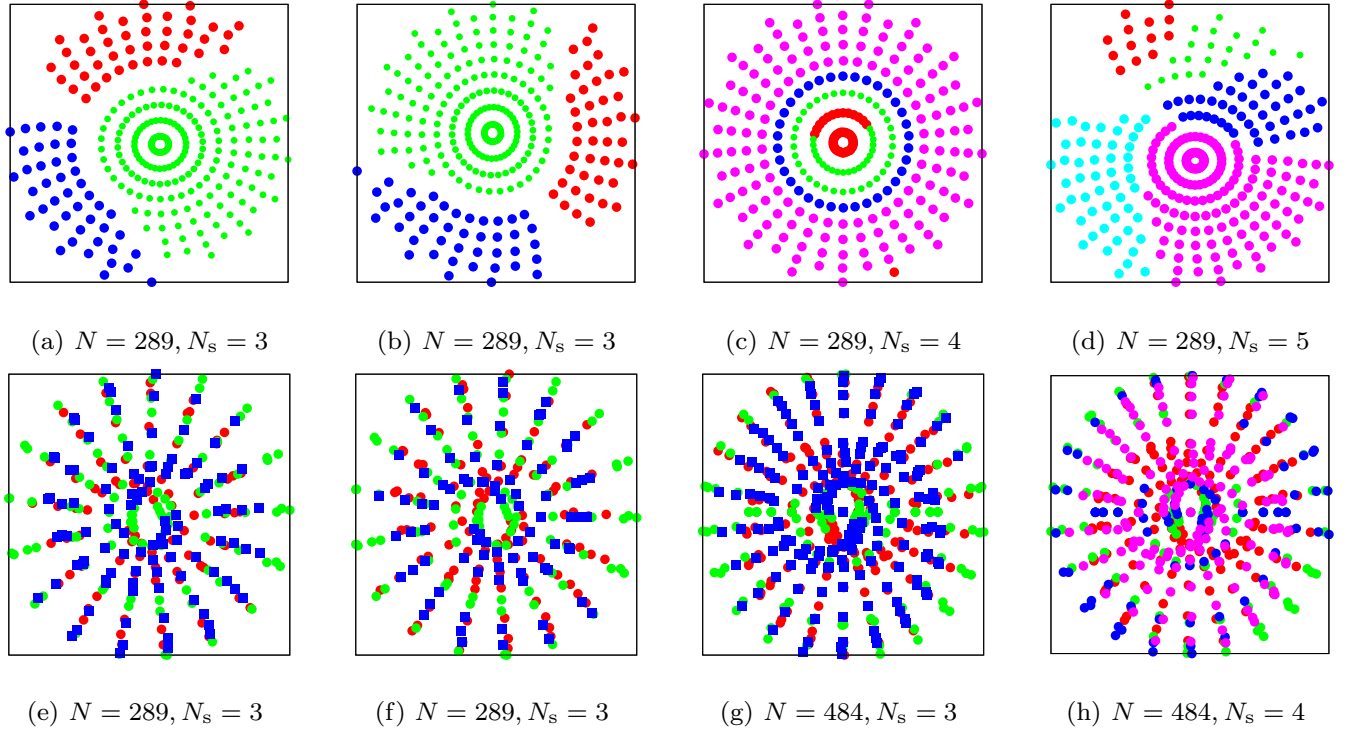 (a) N = 289, Nₛ = 3
(b) N = 289, Nₛ = 3
(c) N = 289, Nₛ = 4
(d) N = 289, Nₛ = 5
(e) N = 289, Nₛ = 3
(f) N = 289, Nₛ = 3
(g) N = 484, Nₛ = 3
(h) N = 484, Nₛ = 4